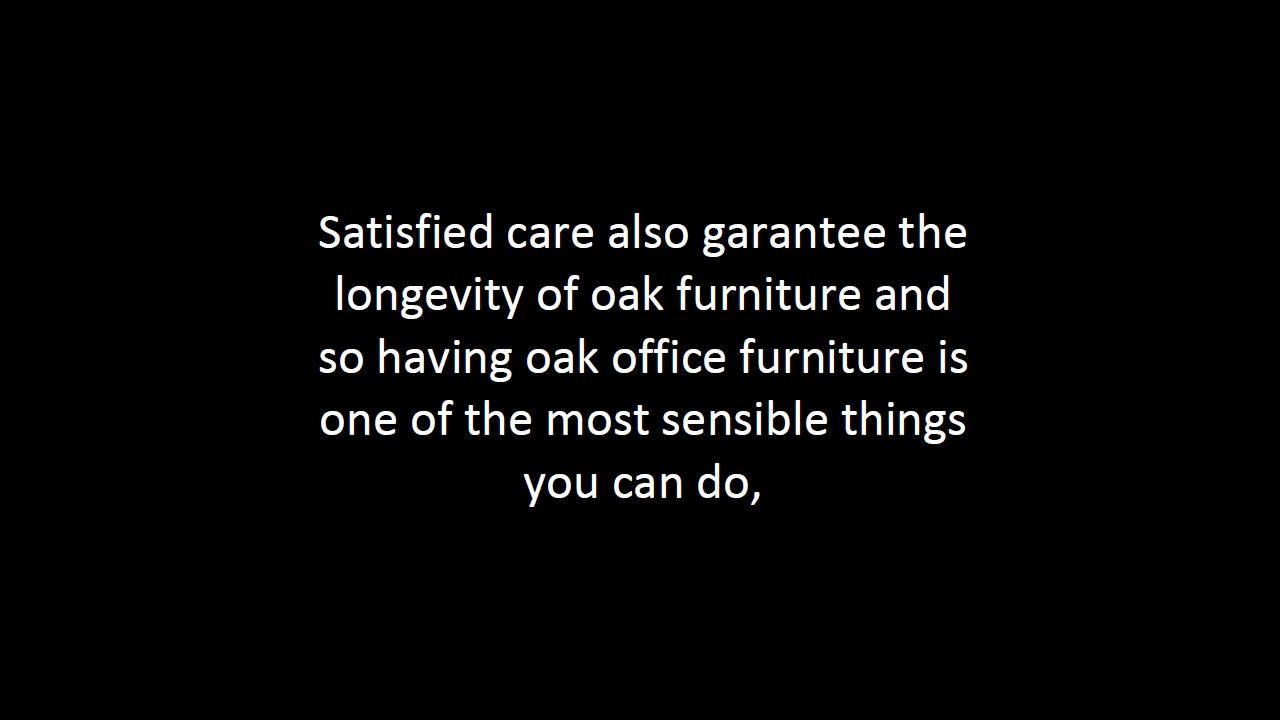 Satisfied care also garantee the
longevity of oak furniture and
so having oak office furniture is
one of the most sensible things
you can do,